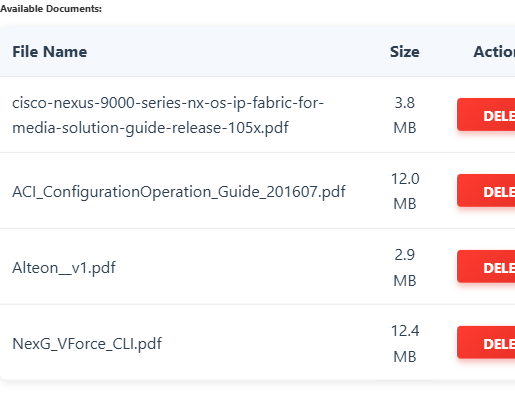 Available Documents:
File Name Size Actio
cisco-nexus-9000-series-nx-os-ip-fabric-for-
media-solution-guide-release-105x.pdf
3.8
MB
DELE
ACI_ConfigurationOperation_Guide_201607.pdf
12.0
MB
DELE
Alteon__v1.pdf
2.9
MB
DELE
NexG_VForce_CLI.pdf
12.4
MB
DELE